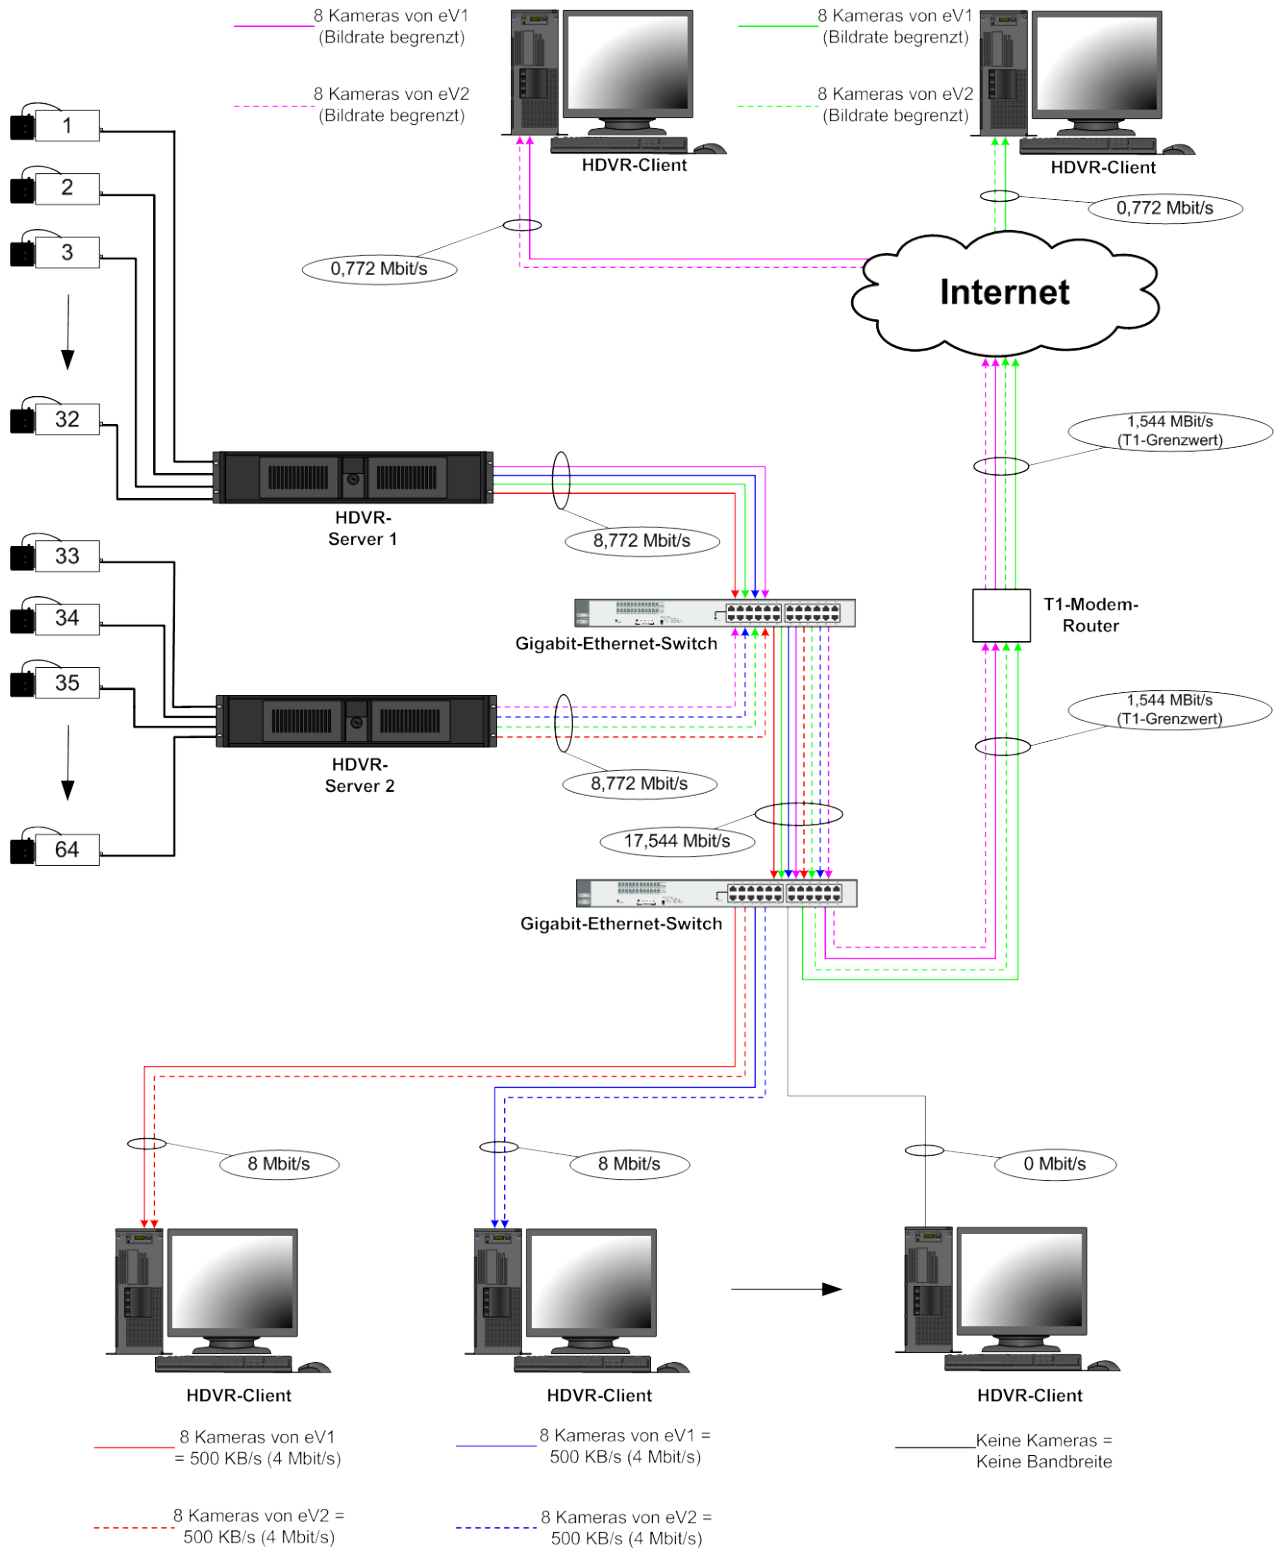 8 Kameras von eV1
(Bildrate begrenzt)
8 Kameras von eV2
(Bildrate begrenzt)
HDVR-Client
8 Kameras von eV1
(Bildrate begrenzt)
8 Kameras von eV2
(Bildrate begrenzt)
HDVR-Client
0,772 Mbit/s
0,772 Mbit/s
Internet
1
2
3
32
1,544 MBit/s
(T1-Grenzwert)
HDVR-
Server 1
8,772 Mbit/s
33
34
35
64
Gigabit-Ethernet-Switch
T1-Modem-
Router
HDVR-
Server 2
8,772 Mbit/s
1,544 MBit/s
(T1-Grenzwert)
17,544 Mbit/s
Gigabit-Ethernet-Switch
8 Mbit/s
8 Mbit/s
0 Mbit/s
HDVR-Client
HDVR-Client
HDVR-Client
8 Kameras von eV1
= 500 KB/s (4 Mbit/s)
8 Kameras von eV2 =
500 KB/s (4 Mbit/s)
8 Kameras von eV1 =
500 KB/s (4 Mbit/s)
8 Kameras von eV2 =
500 KB/s (4 Mbit/s)
Keine Kameras =
Keine Bandbreite